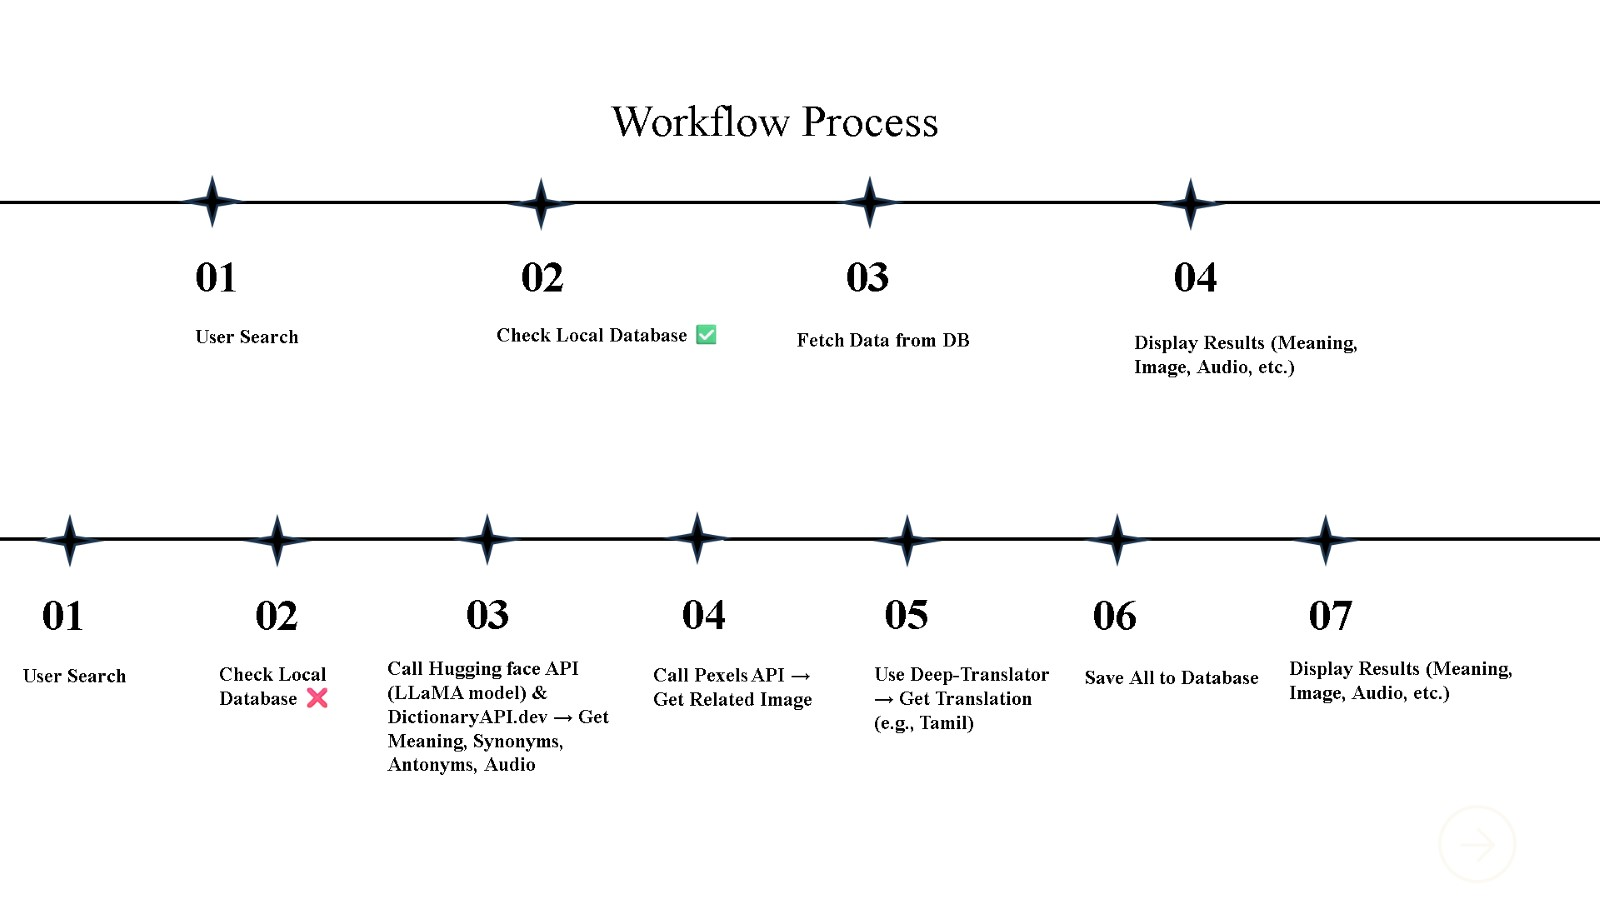 Workflow Process
01
02
03
04
User Search
Check Local Database ✅
Fetch Data from DB
Display Results (Meaning,
Image, Audio, etc.)
01
02
03
04
05
06
07
User Search
Check Local
Database ❌
Call Hugging face API
(LLaMA model) &
DictionaryAPI.dev → Get
Meaning, Synonyms,
Antonyms, Audio
Call Pexels API →
Get Related Image
Use Deep-Translator
→ Get Translation
(e.g., Tamil)
Save All to Database
Display Results (Meaning,
Image, Audio, etc.)